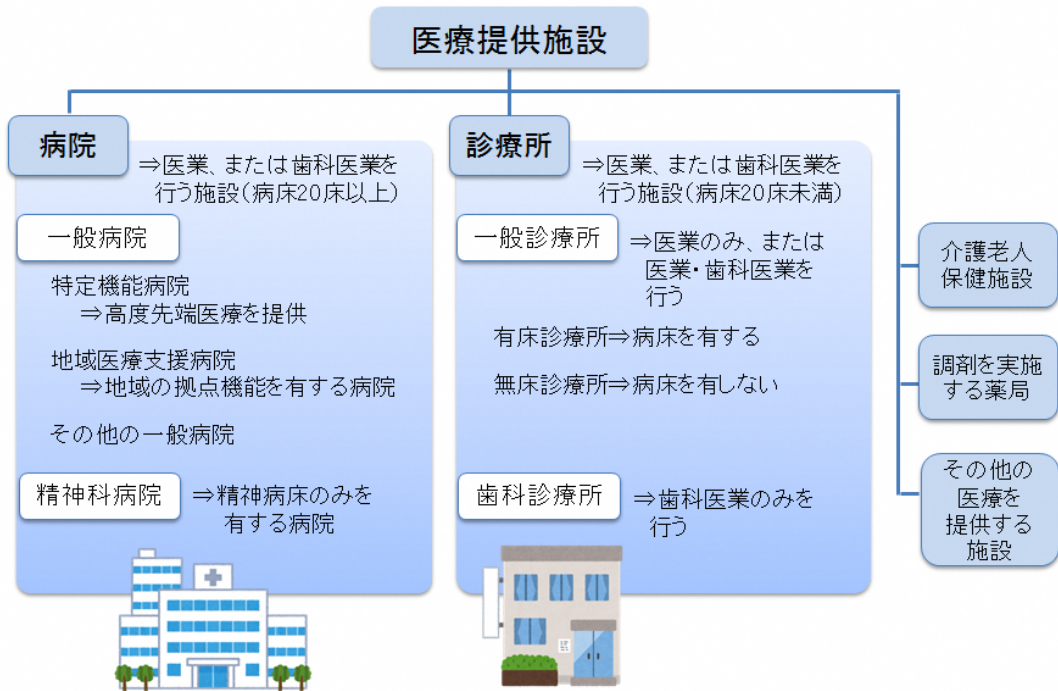 医療提供施設
病院
⇒医業、または歯科医業を
行う施設(病床20床以上)
一般病院
特定機能病院
⇒高度先端医療を提供
地域医療支援病院
⇒地域の拠点機能を有する病院
その他の一般病院
精神科病院
⇒精神病床のみを
有する病院
診療所
⇒医業、または歯科医業を
行う施設(病床20床未満)
一般診療所
⇒医業のみ、または
医業・歯科医業を
行う
有床診療所⇒病床を有する
無床診療所⇒病床を有しない
歯科診療所
⇒歯科医業のみを
行う
介護老人
保健施設
調剤を実施
する薬局
その他の
医療を
提供する
施設